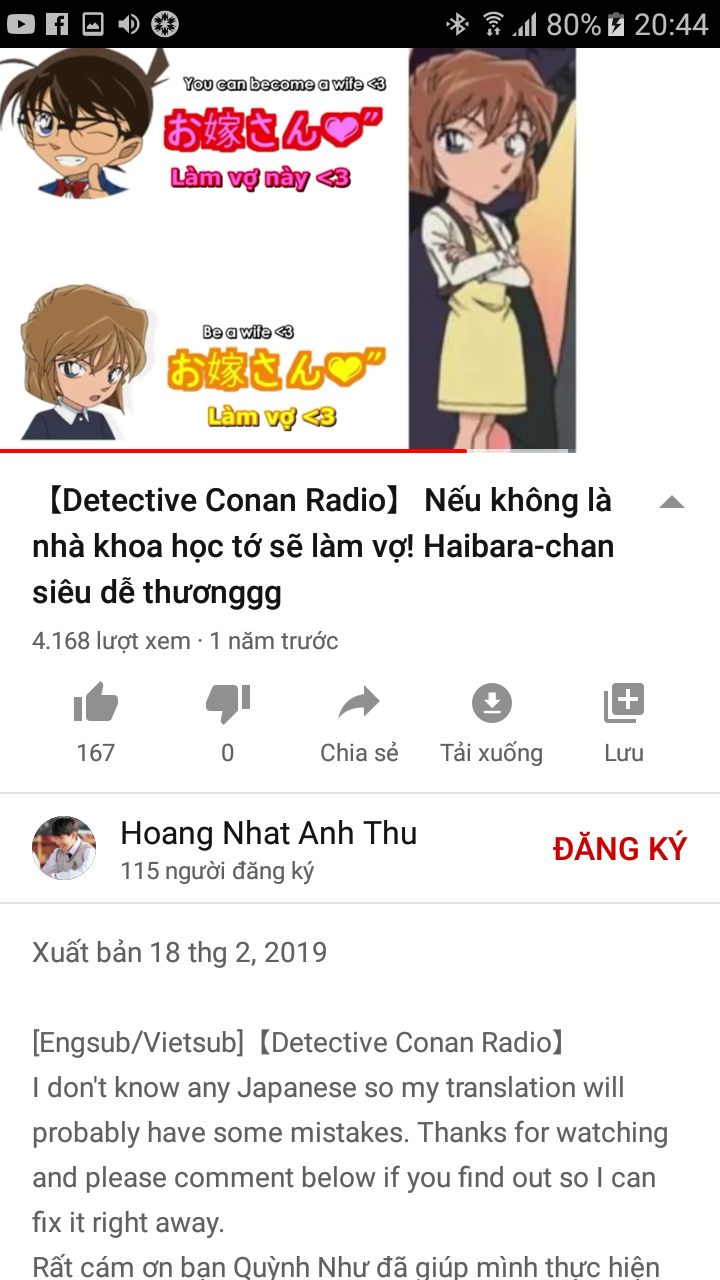 80% 20:44
You can become a wife <3
お嫁さん♥”
Làm vợ này <3
Be a wife <3
お嫁さん♥”
Làm vợ <3
【Detective Conan Radio】 Nếu không là
nhà khoa học tớ sẽ làm vợ! Haibara-chan
siêu dễ thươnggg
4.168 lượt xem · 1 năm trước
167 0 Chia sẻ Tải xuống Lưu
Hoang Nhat Anh Thu
ĐĂNG KÝ
115 người đăng ký
Xuất bản 18 thg 2, 2019
[Engsub/Vietsub]【Detective Conan Radio】
I don't know any Japanese so my translation will
probably have some mistakes. Thanks for watching
and please comment below if you find out so I can
fix it right away.
Rất cám ơn bạn Quỳnh Như đã giúp mình thực hiện